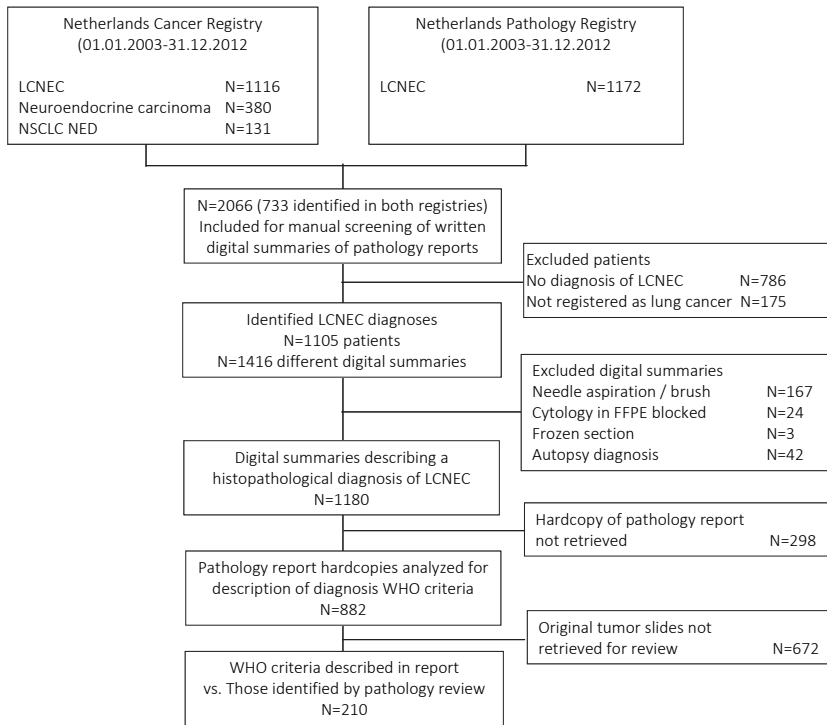 Netherlands Cancer Registry
(01.01.2003-31.12.2012
LCNEC N=1116
Neuroendocrine carcinoma N=380
NSCLC NED N=131
Netherlands Pathology Registry
(01.01.2003-31.12.2012
LCNEC N=1172
N=2066 (733 identified in both registries)
Included for manual screening of written
digital summaries of pathology reports
Excluded patients
No diagnosis of LCNEC N=786
Not registered as lung cancer N=175
Identified LCNEC diagnoses
N=1105 patients
N=1416 different digital summaries
Excluded digital summaries
Needle aspiration / brush N=167
Cytology in FFPE blocked N=24
Frozen section N=3
Autopsy diagnosis N=42
Digital summaries describing a
histopathological diagnosis of LCNEC
N=1180
Hardcopy of pathology report
not retrieved N=298
Pathology report hardcopies analyzed for
description of diagnosis WHO criteria
N=882
Original tumor slides not
retrieved for review N=672
WHO criteria described in report
vs. Those identified by pathology review
N=210